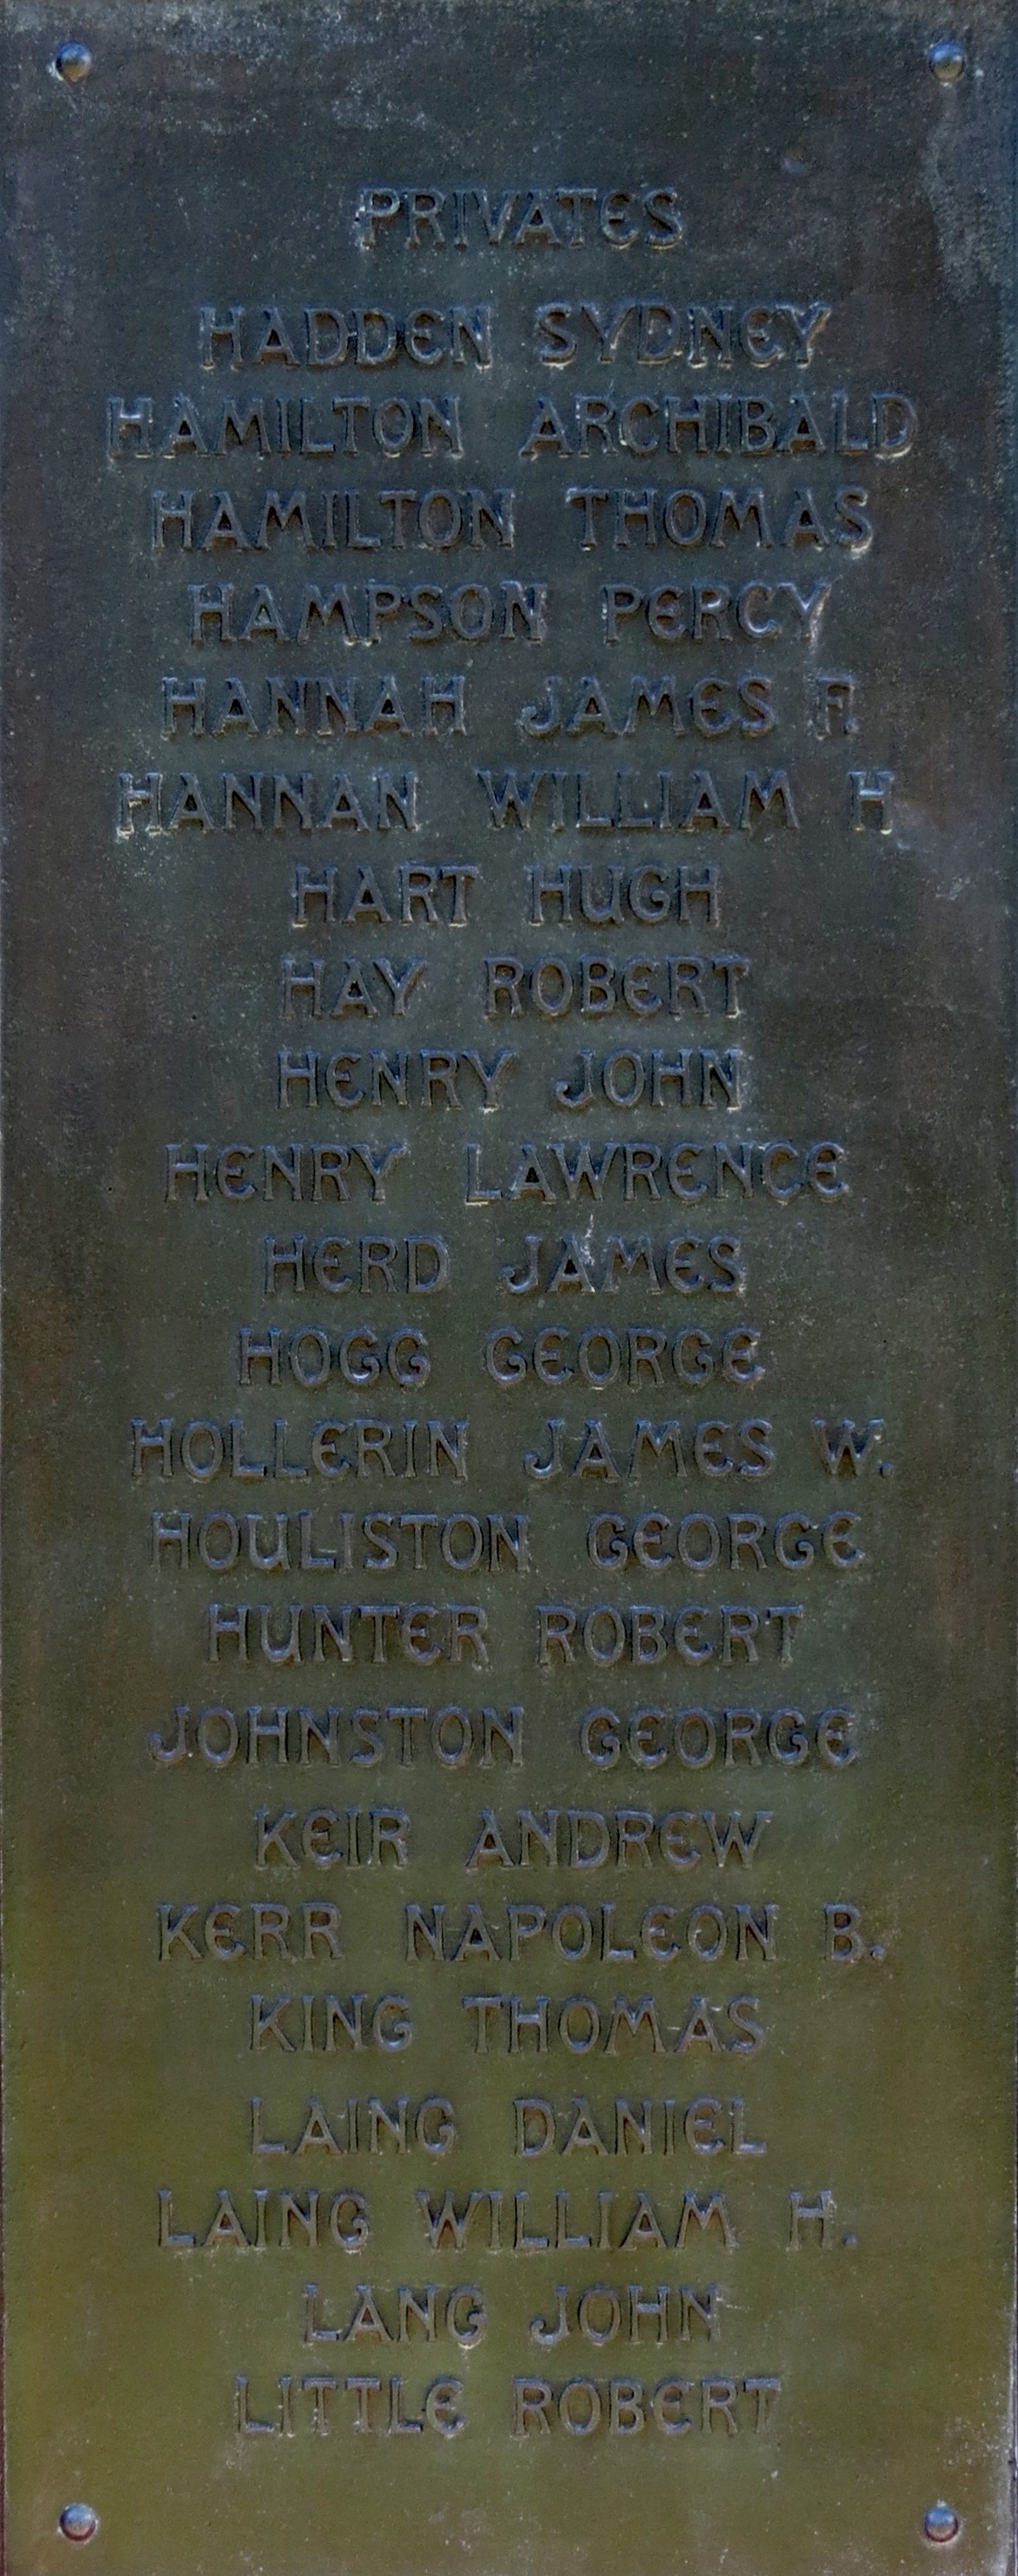 PRIVATES
HADDEN SYDNEY
HAMILTON ARCHIBALD
HAMILTON THOMAS
HAMPSON PERCY
HANNAH JAMES F.
HANNAN WILLIAM H
HART HUGH
HAY ROBERT
HENRY JOHN
HENRY LAWRENCE
HERD JAMES
HOGG GEORGE
HOLLERIN JAMES W.
HOULISTON GEORGE
HUNTER ROBERT
JOHNSTON GEORGE
KEIR ANDREW
KERR NAPOLEON B.
KING THOMAS
LAING DANIEL
LAING WILLIAM H.
LANG JOHN
LITTLE ROBERT